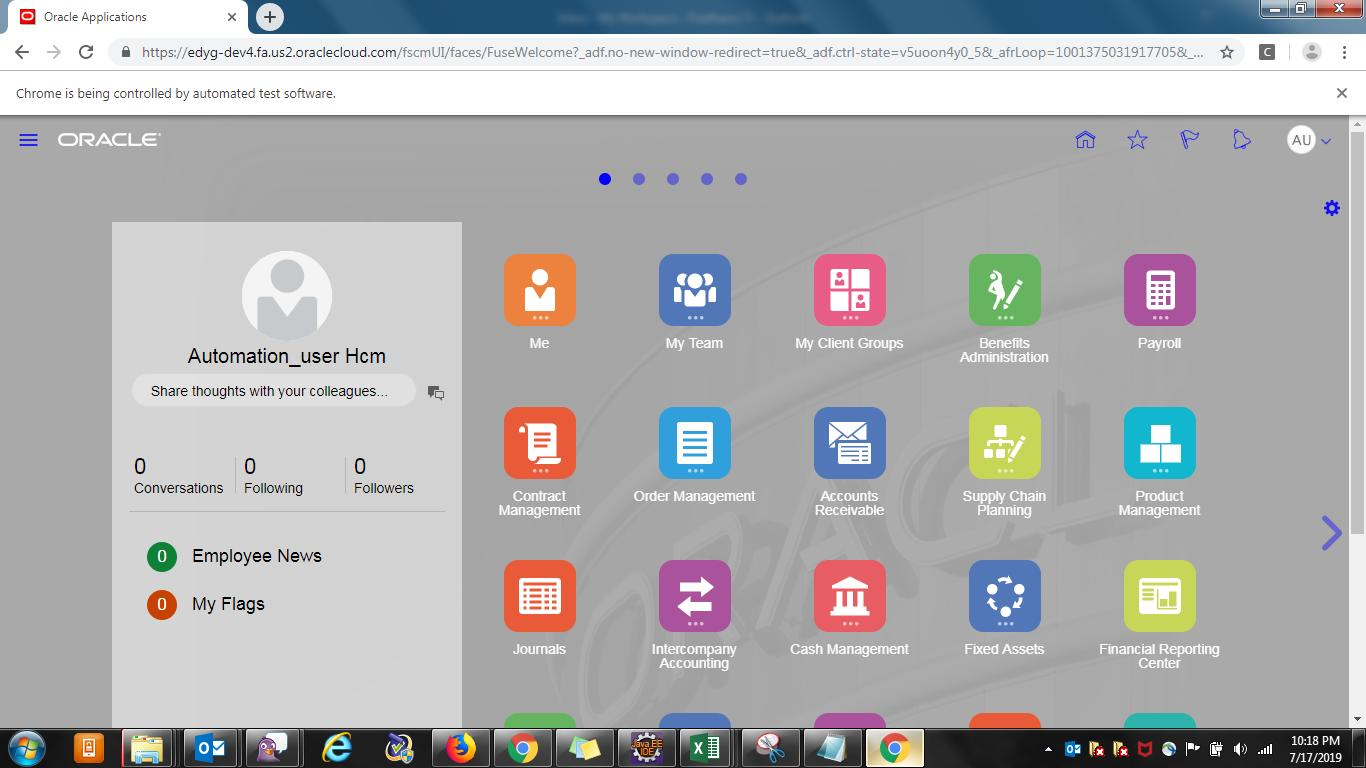 Oracle Applications
https://edyg-dev4.fa.us2.oraclecloud.com/fscmUI/faces/FuseWelcome?_adf.no-new-window-redirect=true&_adf.ctrl-state=v5uoon4y0_5&_afrLoop=1001375031917705&_...
C
Chrome is being controlled by automated test software.
ORACLE
AU
Automation_user Hcm
Share thoughts with your colleagues...
0 0 0
Conversations Following Followers
0 Employee News
0 My Flags
Me
My Team
My Client Groups
Benefits
Administration
Payroll
Contract
Management
Order Management
Accounts
Receivable
Supply Chain
Planning
Product
Management
Journals
Intercompany
Accounting
Cash Management
Fixed Assets
Financial Reporting
Center
Java EE
IDE
10:18 PM
7/17/2019